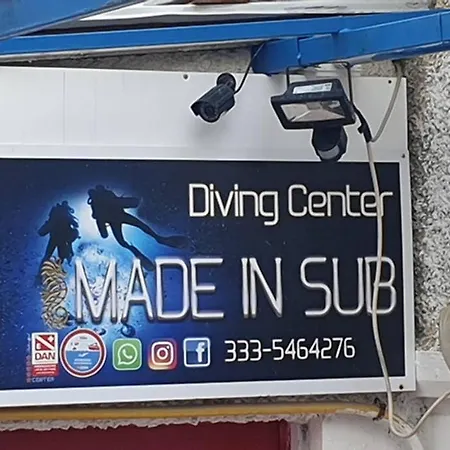 Diving Center
MADE IN SUB
DAN
333-5464276